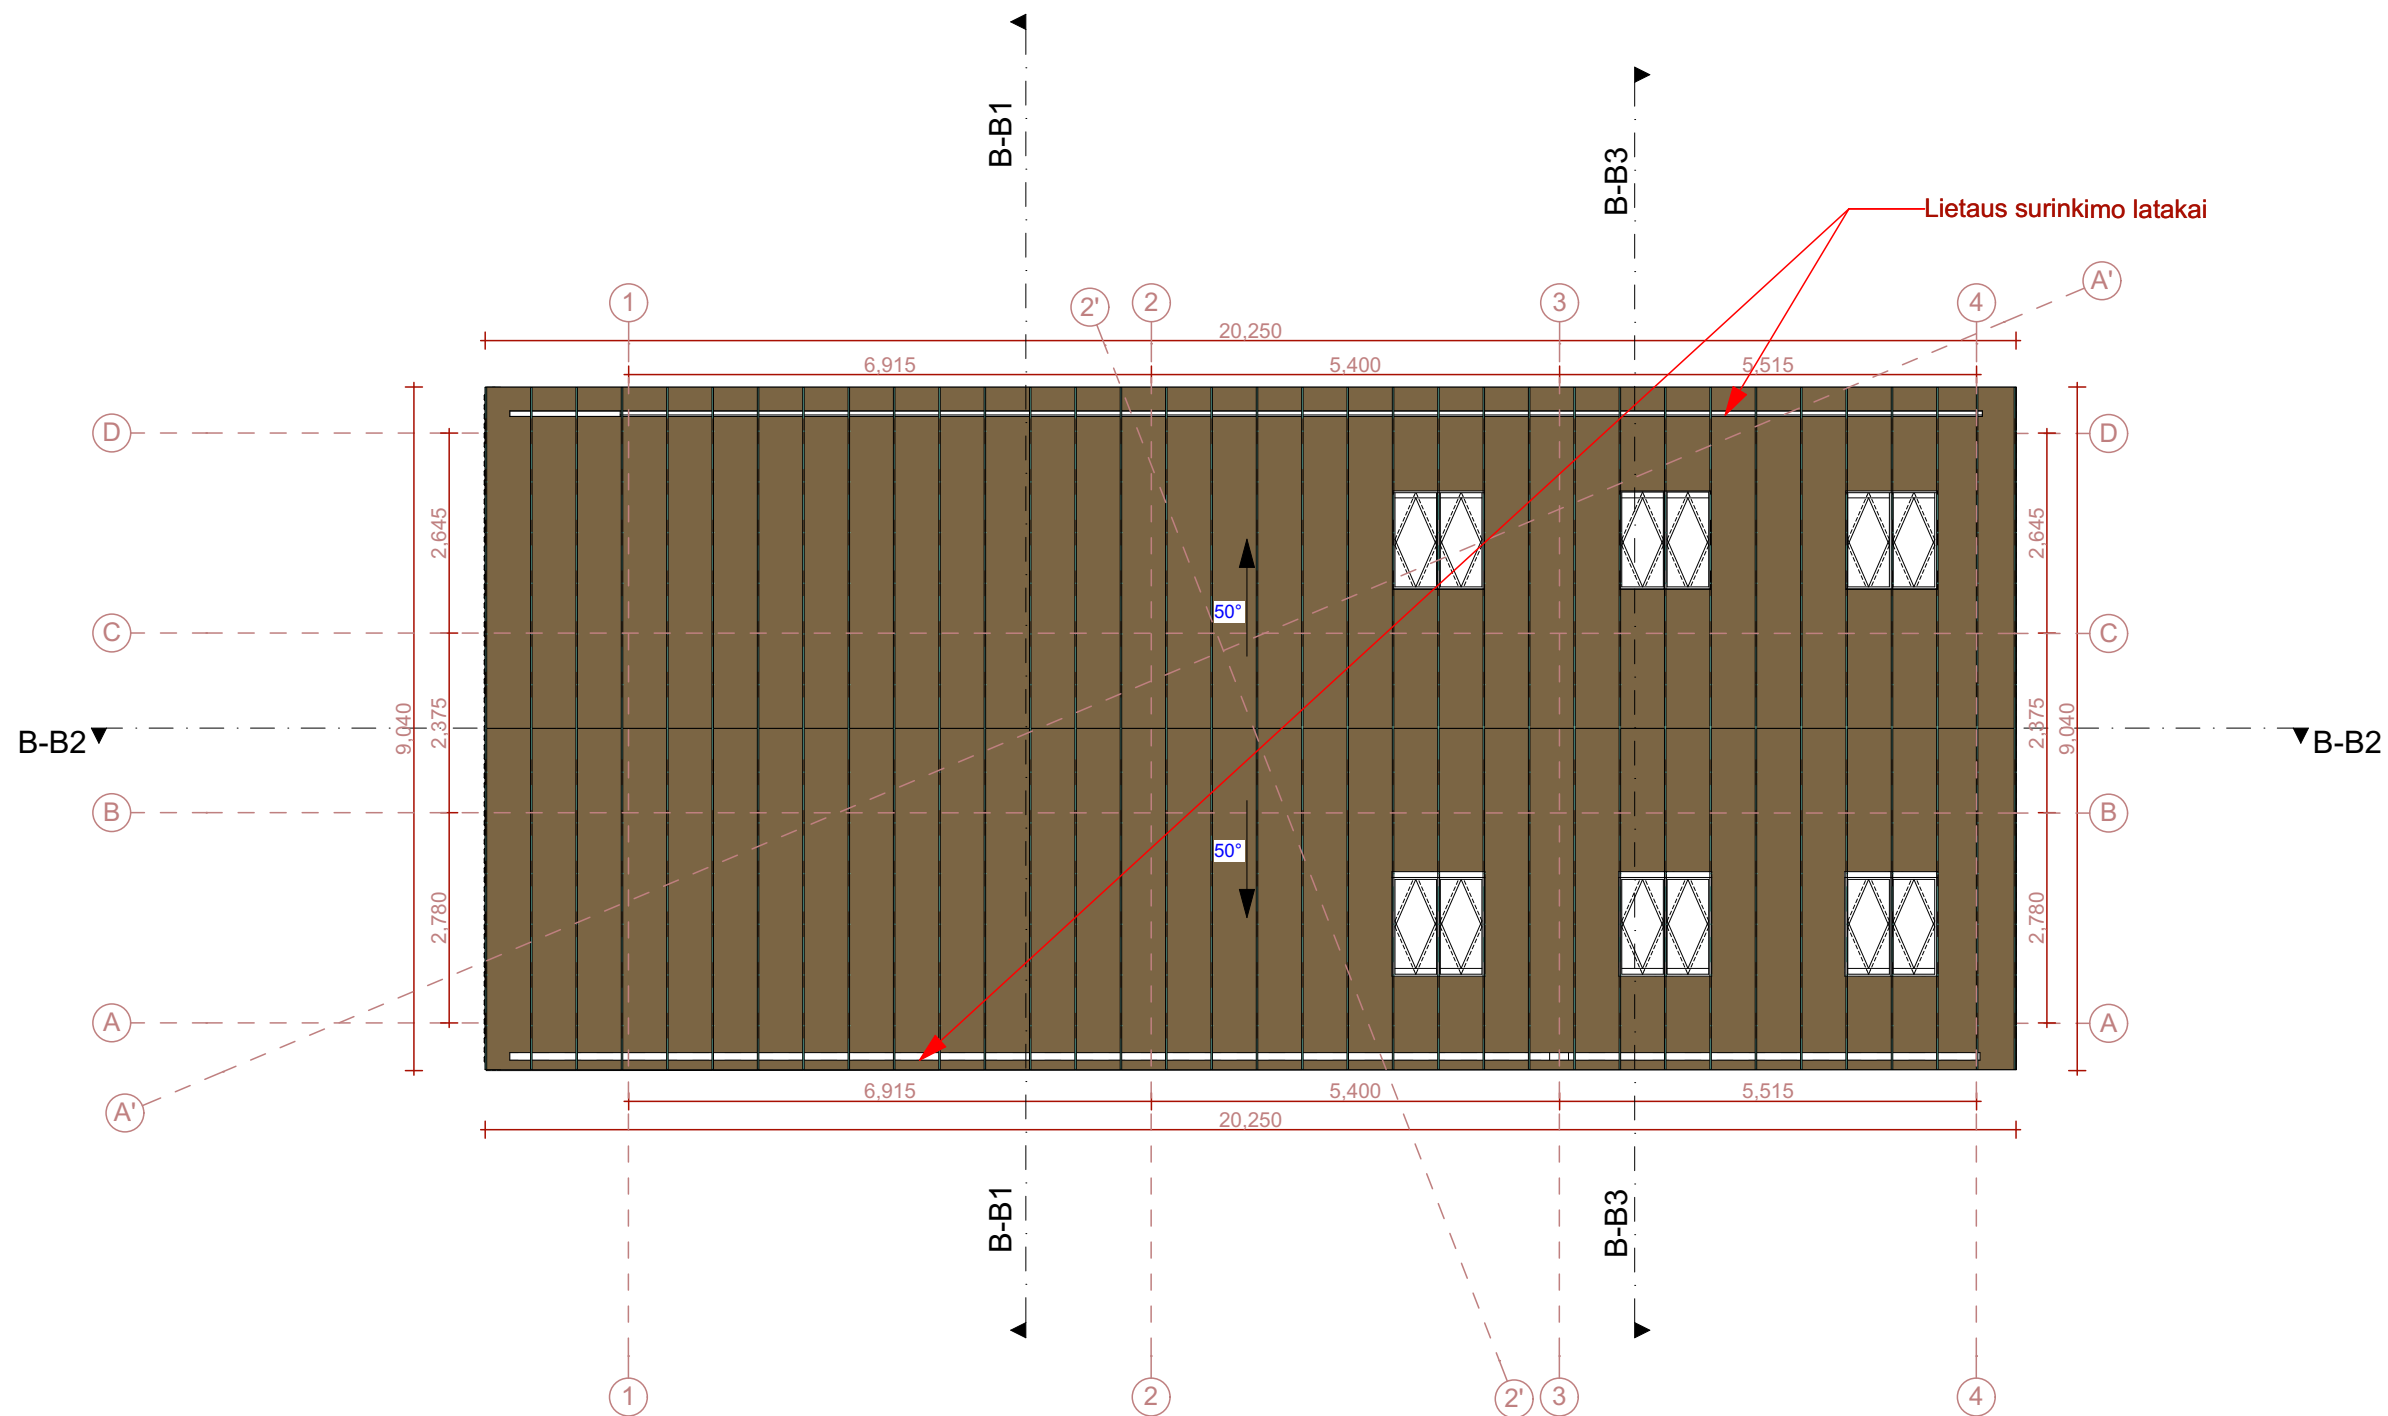 B-B1
B-B3
Lietaus surinkimo latakai
A'
1
2'
2
3
4
20,250
6,915
5,400
5,515
D
D
2,645
2,645
50°
C
C
9,040
2,375
2,375
9,040
B-B2
B-B2
B
B
50°
2,780
2,780
A
A
A'
6,915
5,400
5,515
20,250
B-B1
B-B3
1
2
2'
3
4